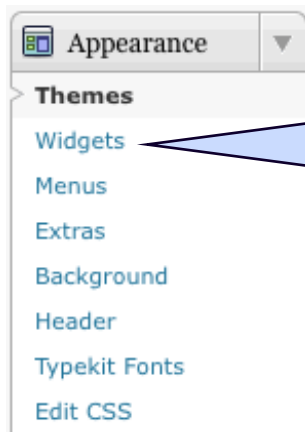 Appearance
Themes
Widgets
Menus
Extras
Background
Header
Typekit Fonts
Edit CSS